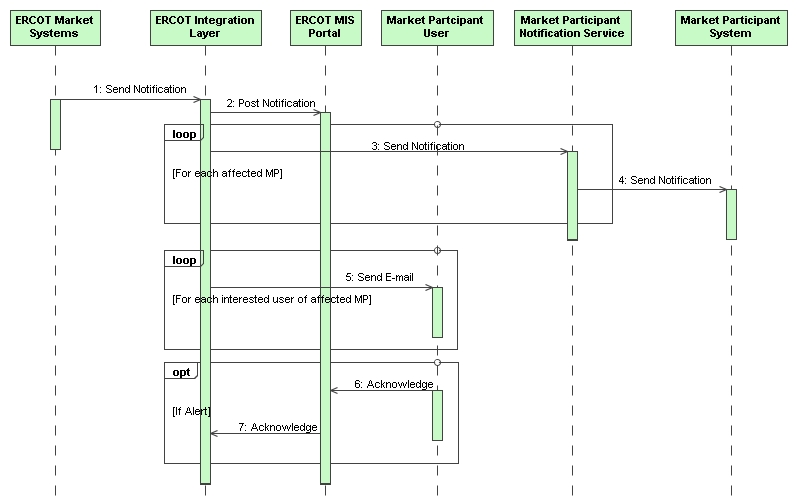 ERCOT Market
Systems
ERCOT Integration
Layer
ERCOT MIS
Portal
Market Partcipant
User
Market Participant
Notification Service
Market Participant
System
1: Send Notification
2: Post Notification
loop
3: Send Notification
[For each affected MP]
4: Send Notification
loop
5: Send E-mail
[For each interested user of affected MP]
opt
6: Acknowledge
[If Alert]
7: Acknowledge